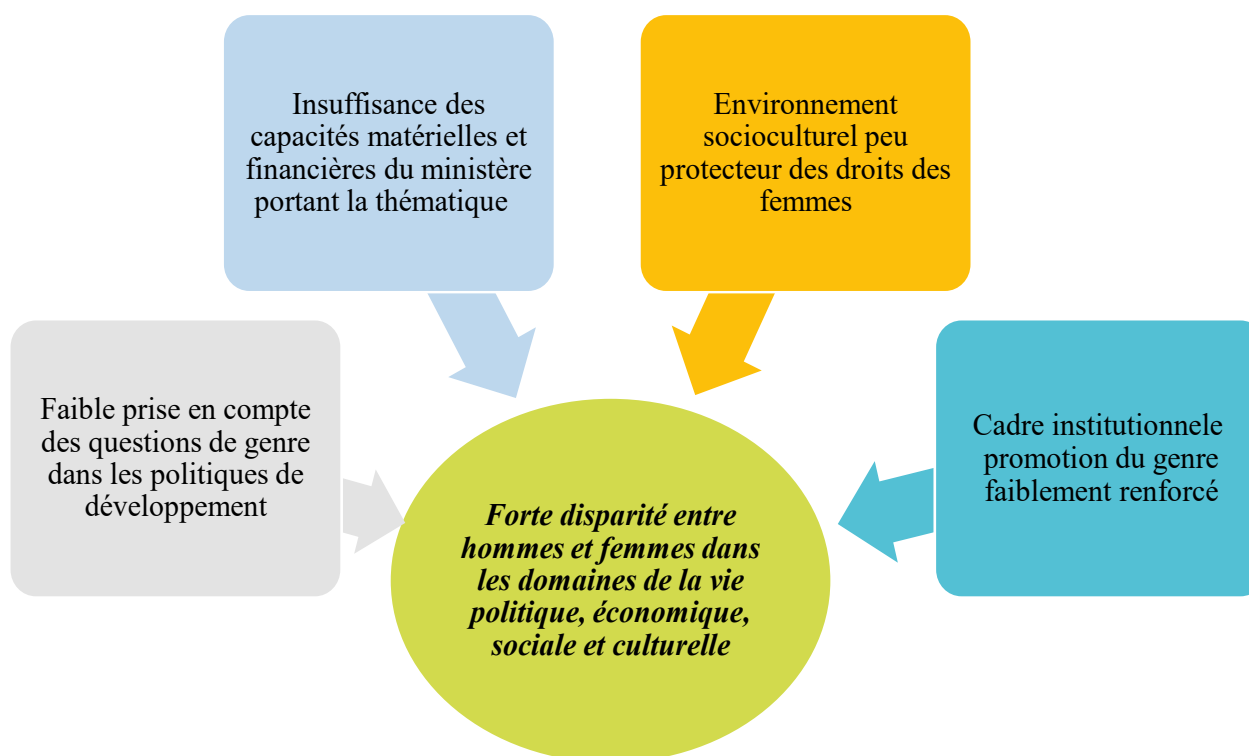 Insuffisance des
capacités matérielles et
financières du ministère
portant la thématique
Environnement
socioculturel peu
protecteur des droits des
femmes
Faible prise en compte
des questions de genre
dans les politiques de
développement
Cadre institutionnele
promotion du genre
faiblement renforcé
Forte disparité entre
hommes et femmes dans
les domaines de la vie
politique, économique,
sociale et culturelle